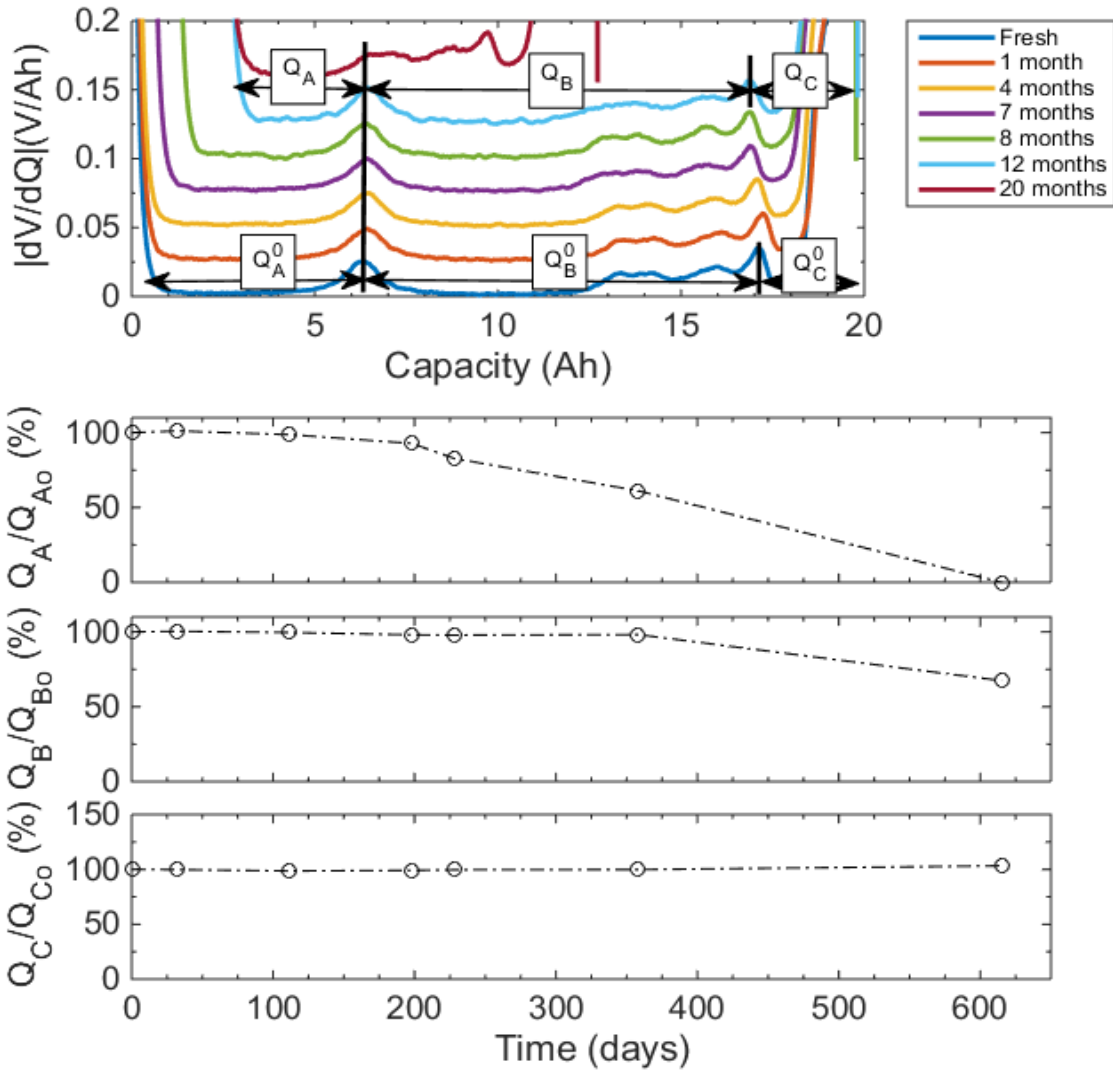 |dV/dQ|(V/Ah)
0.2
0.15
0.1
0.05
0
Q_A
Q_B
Q_C
Q_A^0
Q_B^0
Q_C^0
0 5 10 15 20
Capacity (Ah)
Fresh
1 month
4 months
7 months
8 months
12 months
20 months
Q_A/Q_Ao (%)
100
50
0
Q_B/Q_Bo (%)
100
50
0
Q_C/Q_Co (%)
150
100
50
0
0 100 200 300 400 500 600
Time (days)